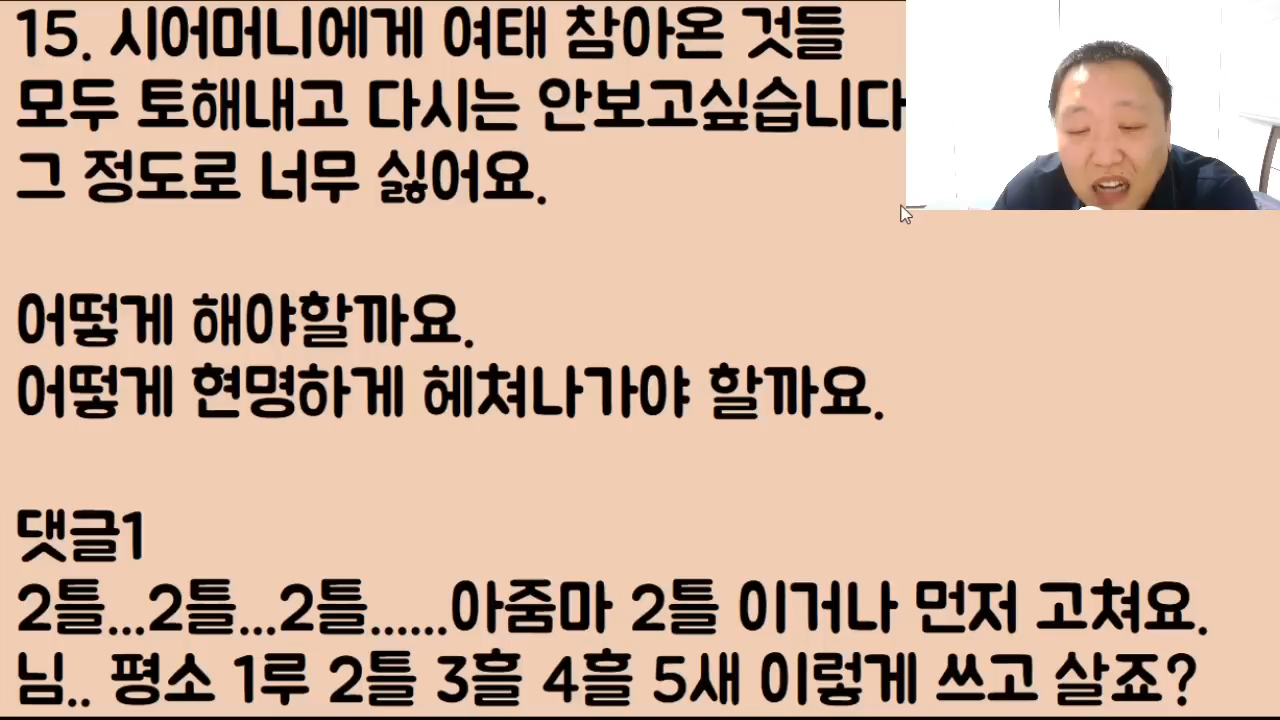 15. 시어머니에게 여태 참아온 것들
모두 토해내고 다시는 안보고싶습니다
그 정도로 너무 싫어요.
어떻게 해야할까요.
어떻게 현명하게 헤쳐나가야 할까요.
댓글1
2틀...2틀...2틀......아줌마 2틀 이거나 먼저 고쳐요.
님.. 평소 1루 2틀 3흘 4흘 5새 이렇게 쓰고 살죠?